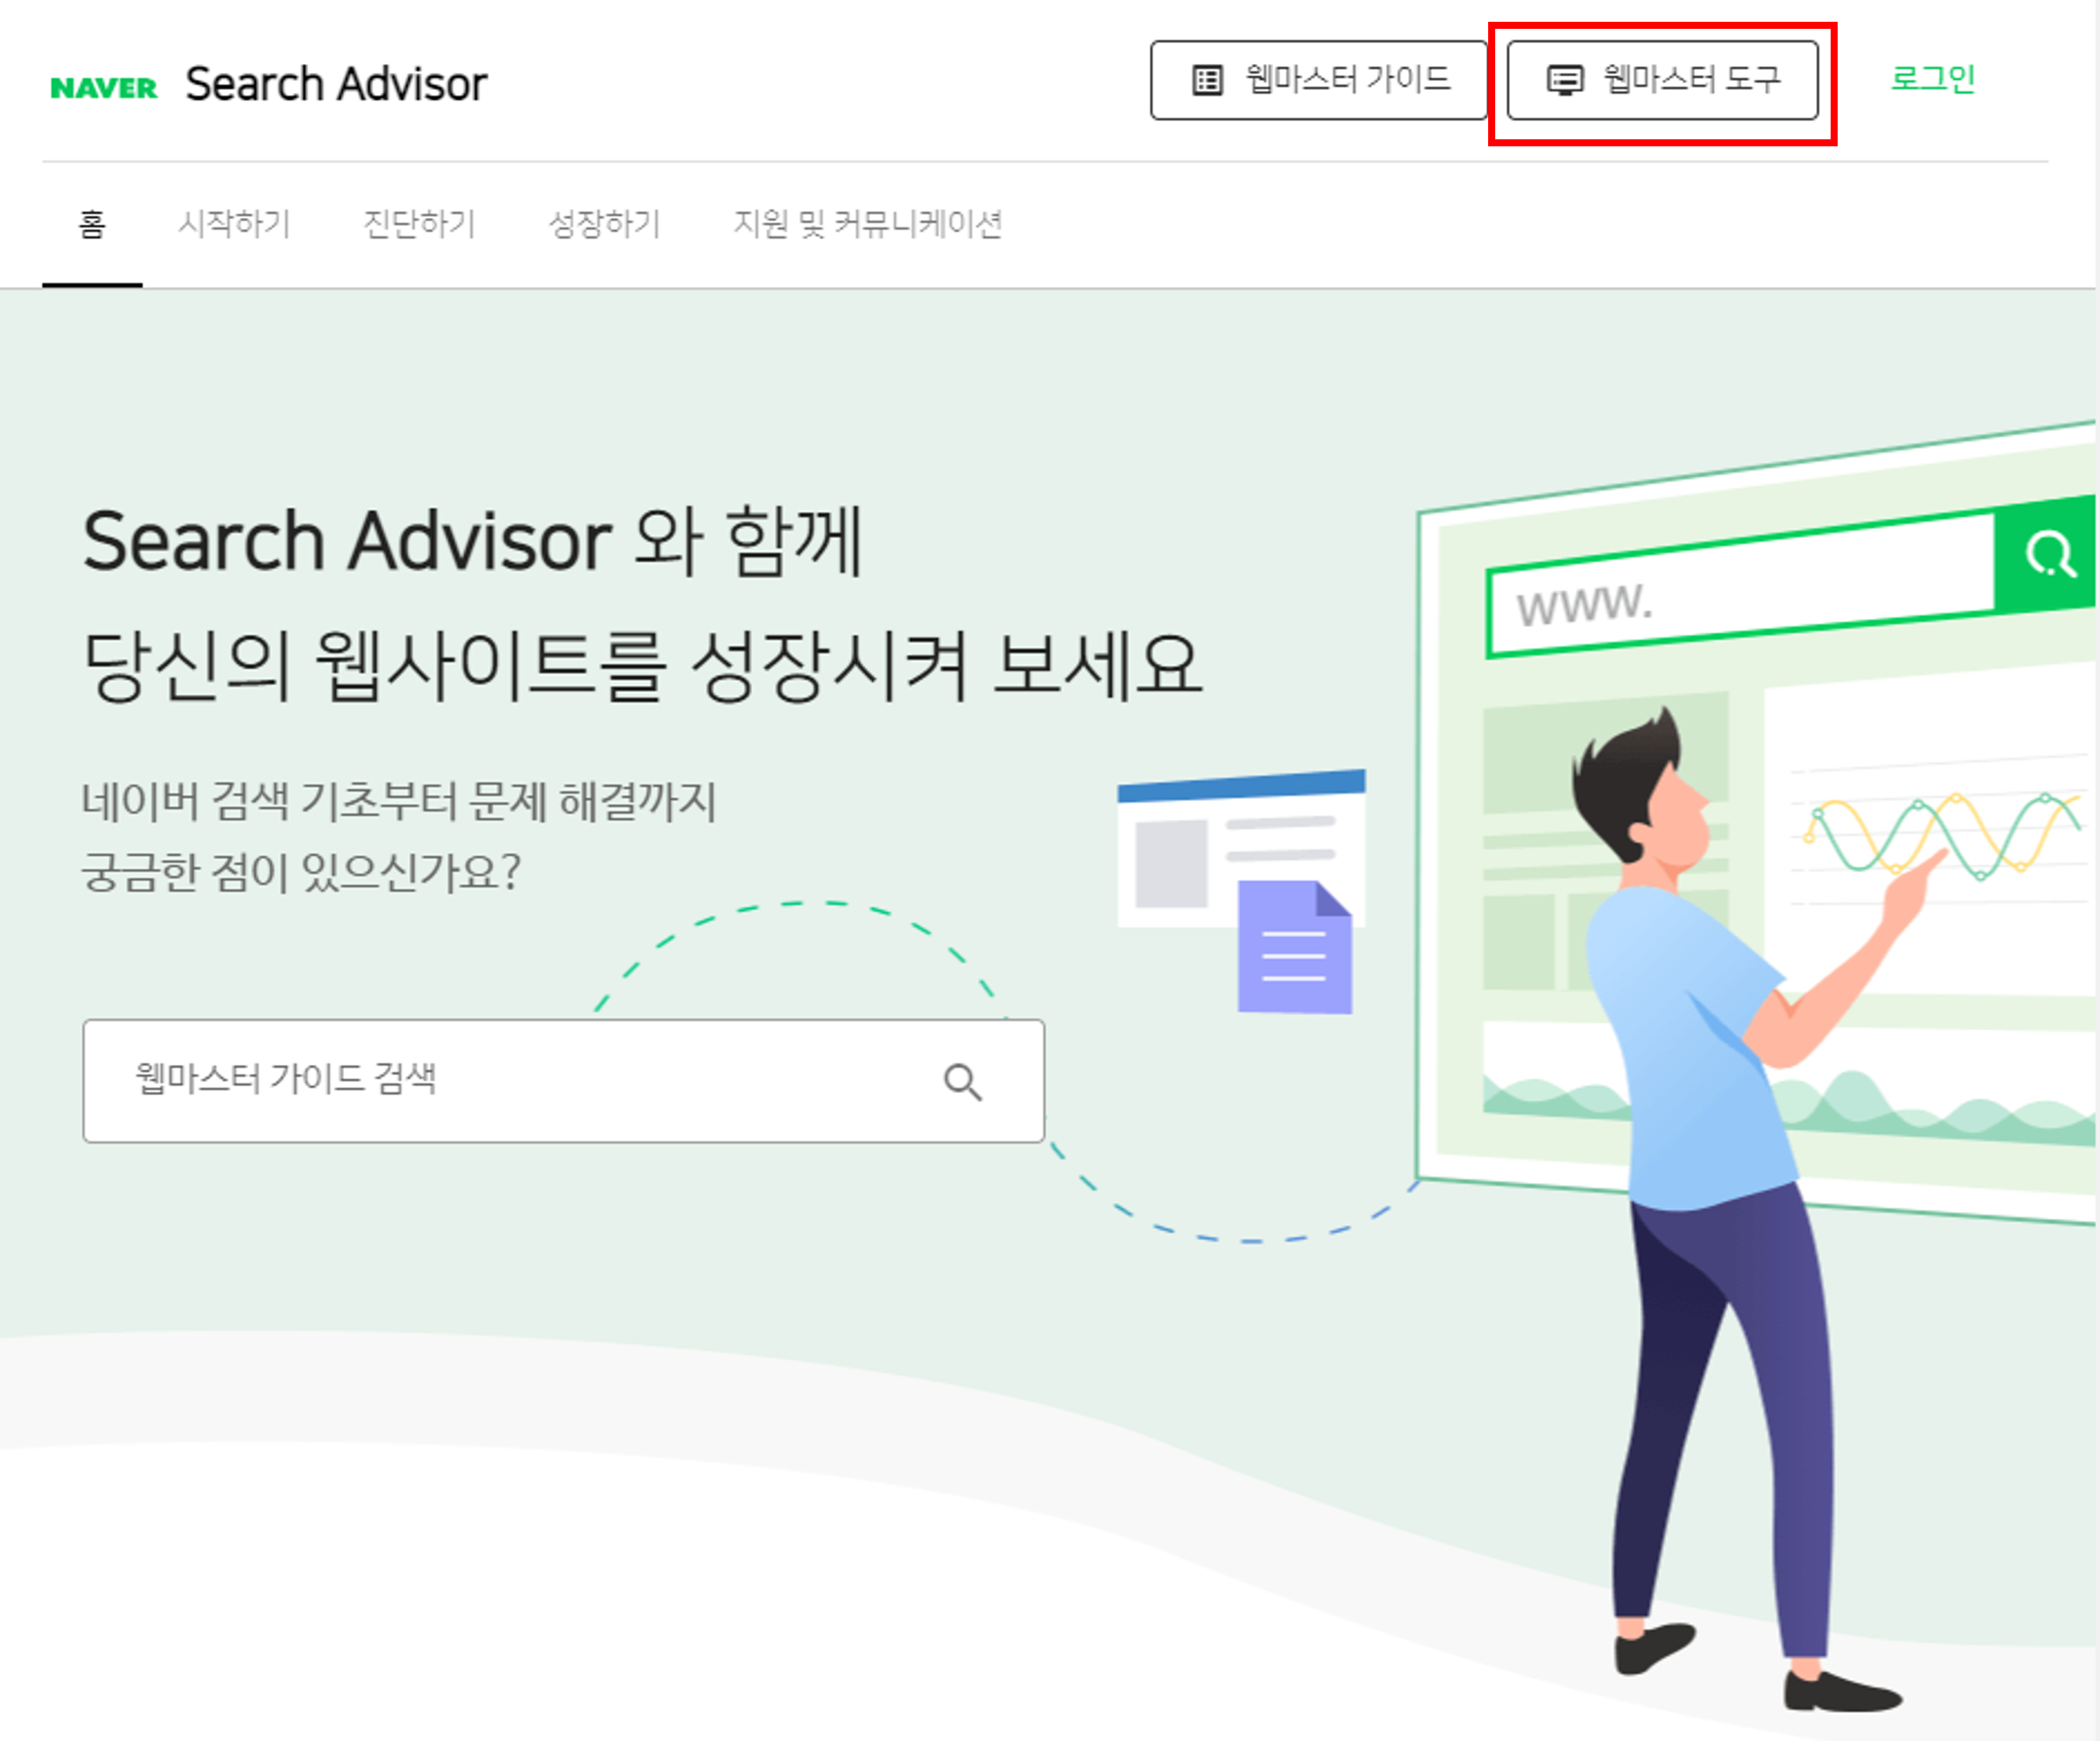 NAVER Search Advisor
웹마스터 가이드
웹마스터 도구
로그인
홈
시작하기
진단하기
성장하기
지원 및 커뮤니케이션
Search Advisor 와 함께
당신의 웹사이트를 성장시켜 보세요
네이버 검색 기초부터 문제 해결까지
궁금한 점이 있으신가요?
웹마스터 가이드 검색
www.